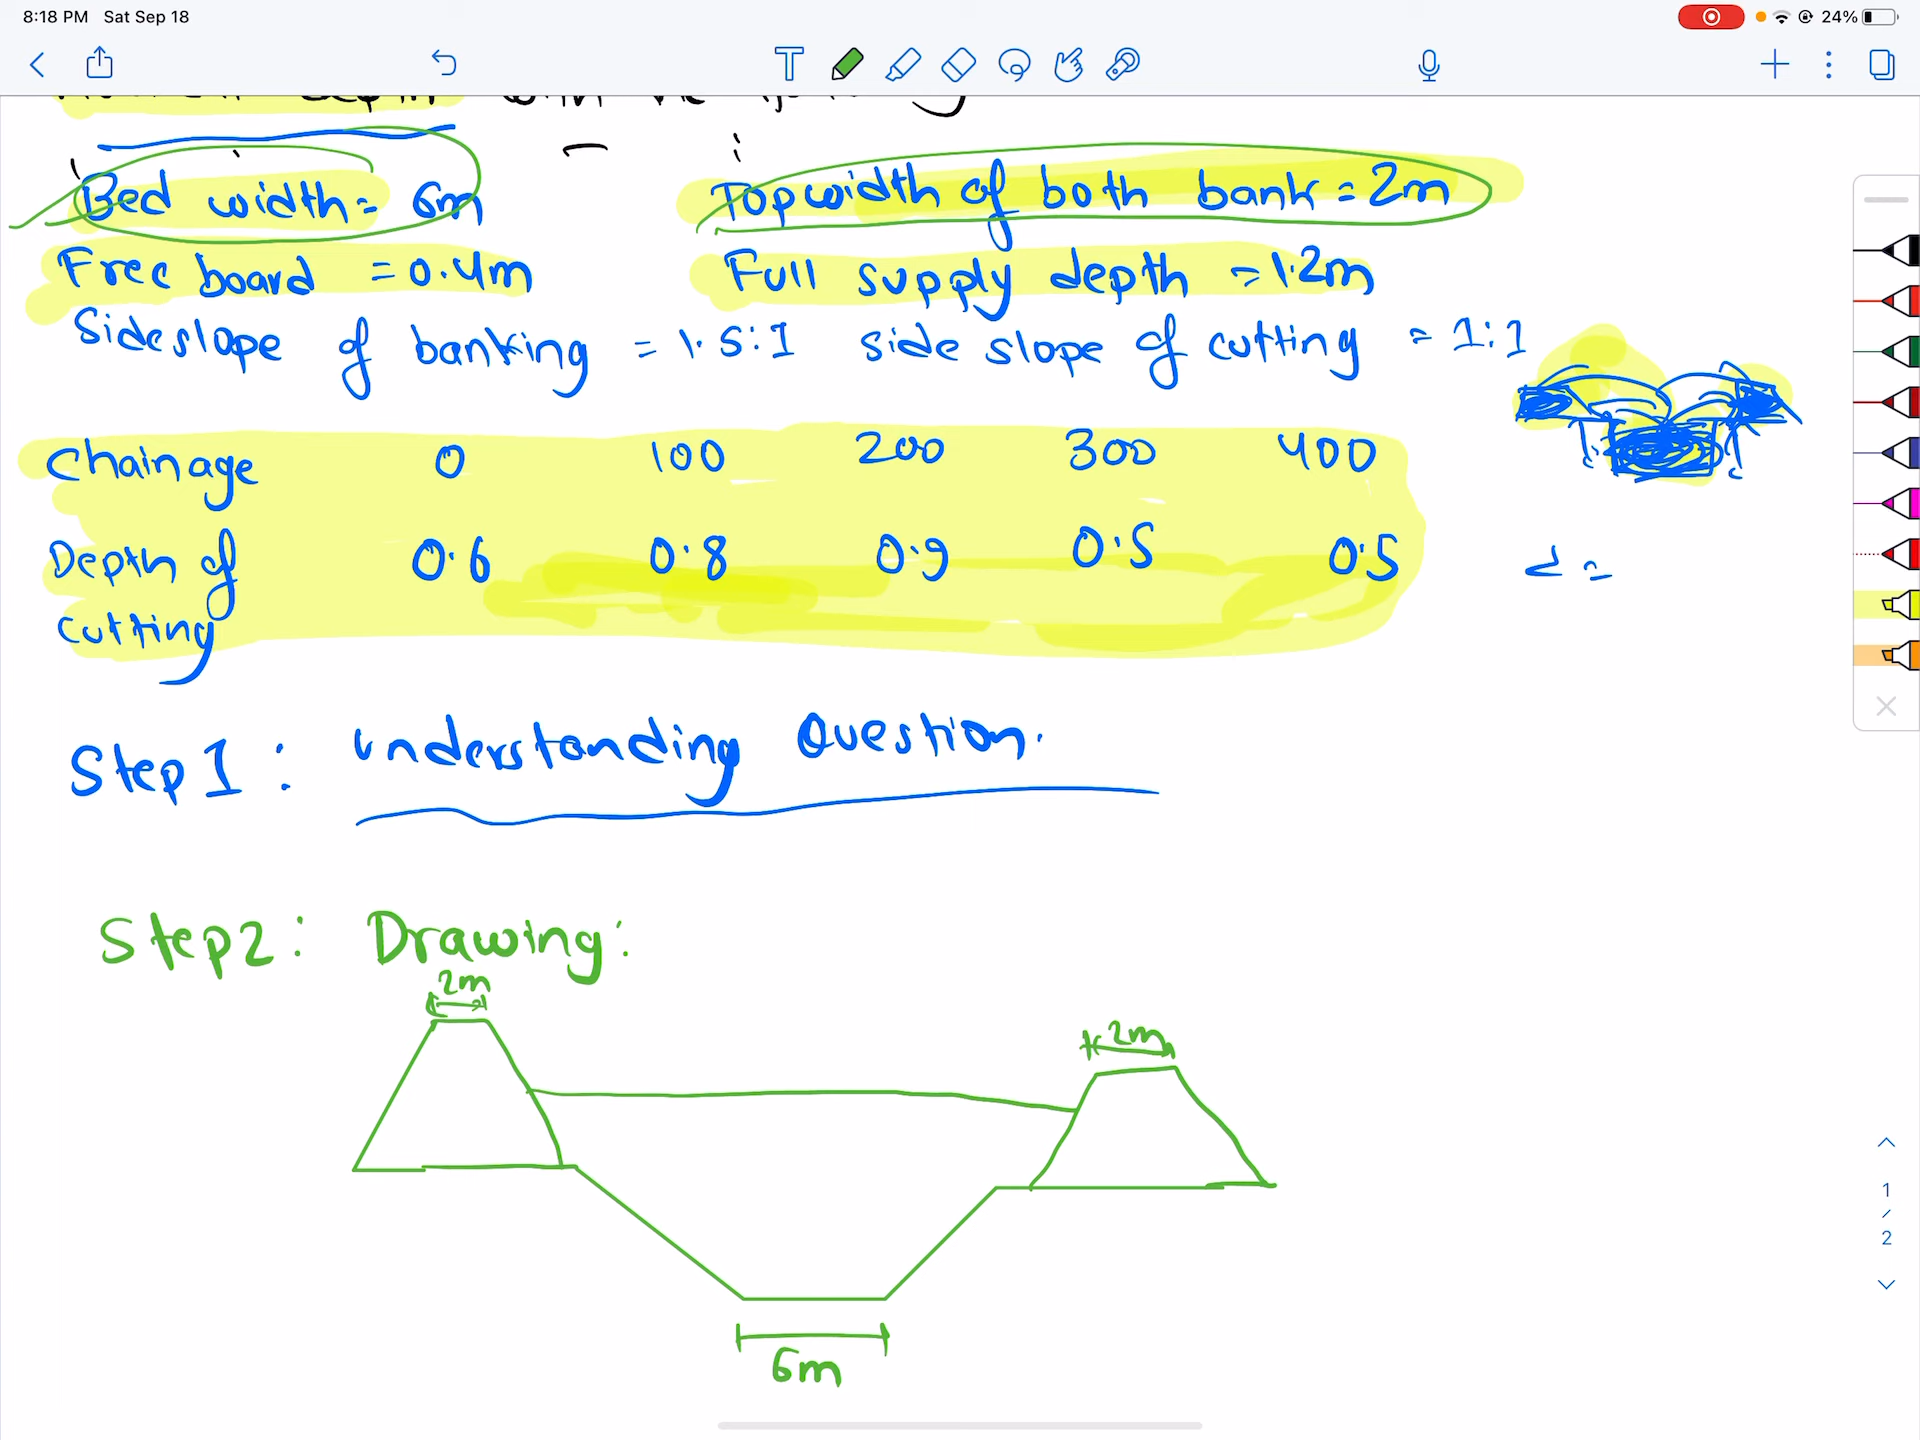 8:18 PM Sat Sep 18
24%
T
Bed width = 6m
Top width of both bank = 2m
Free board = 0.4m
Full supply depth = 1.2m
Side slope of banking = 1.5:1 side slope of cutting = 1:1
Chainage 0 100 200 300 400
Depth of 0.6 0.8 0.9 0.5 0.5
cutting
d =
Step 1: Understanding Question.
Step2: Drawing:
2m
2m
6m
1
/
2